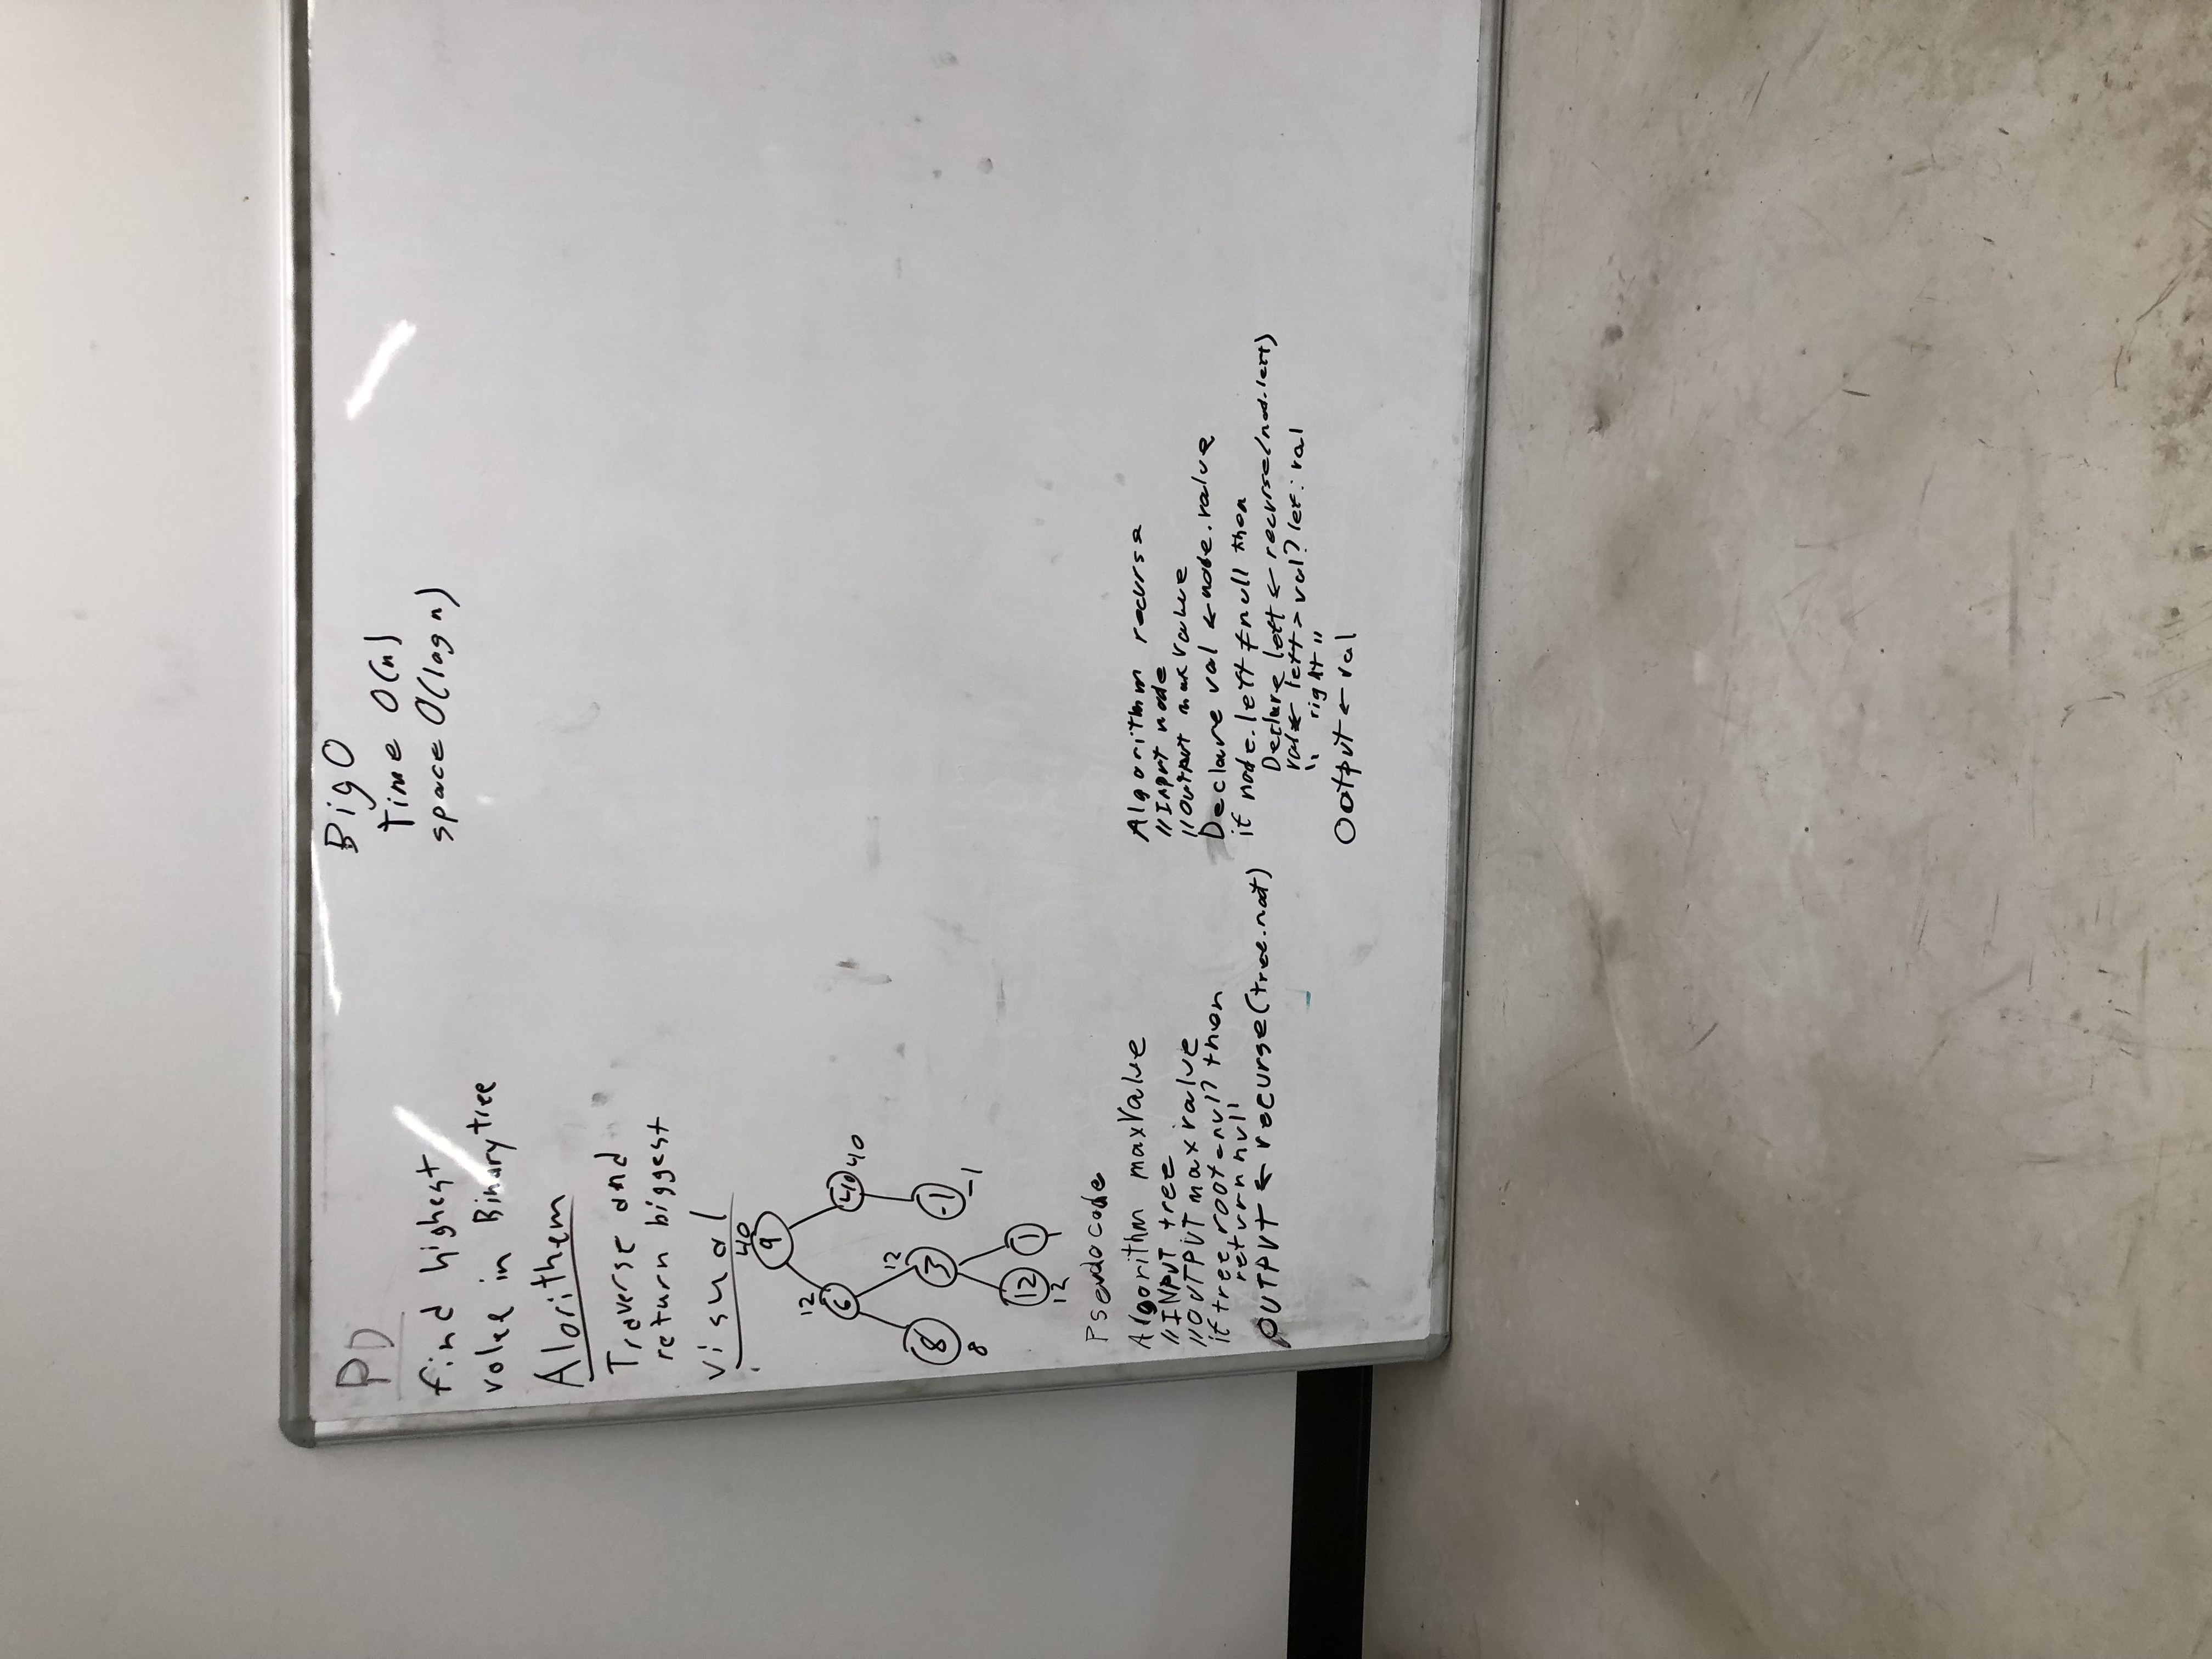 PD
find highest
value in Binary tree
Alorithem
Traverse and
return biggest
visual
40
9
12
6
40 40
12
8
3
-1
8
-1
12
1
12
1
Pseudocode
Algorithm maxValue
//INPUT tree
//OUTPUT maxvalue
if tree.root = null then
return null
OUTPUT ← recurse(tree.root)
Big O
Time O(n)
space O(log n)
Algorithm recurse
//Input node
//OutPut maxValue
Declare val ← node.value
if node.left ≠ null then
Declare left ← recurse(nod.left)
val ← left > val? lef: val
" right "
Output ← val